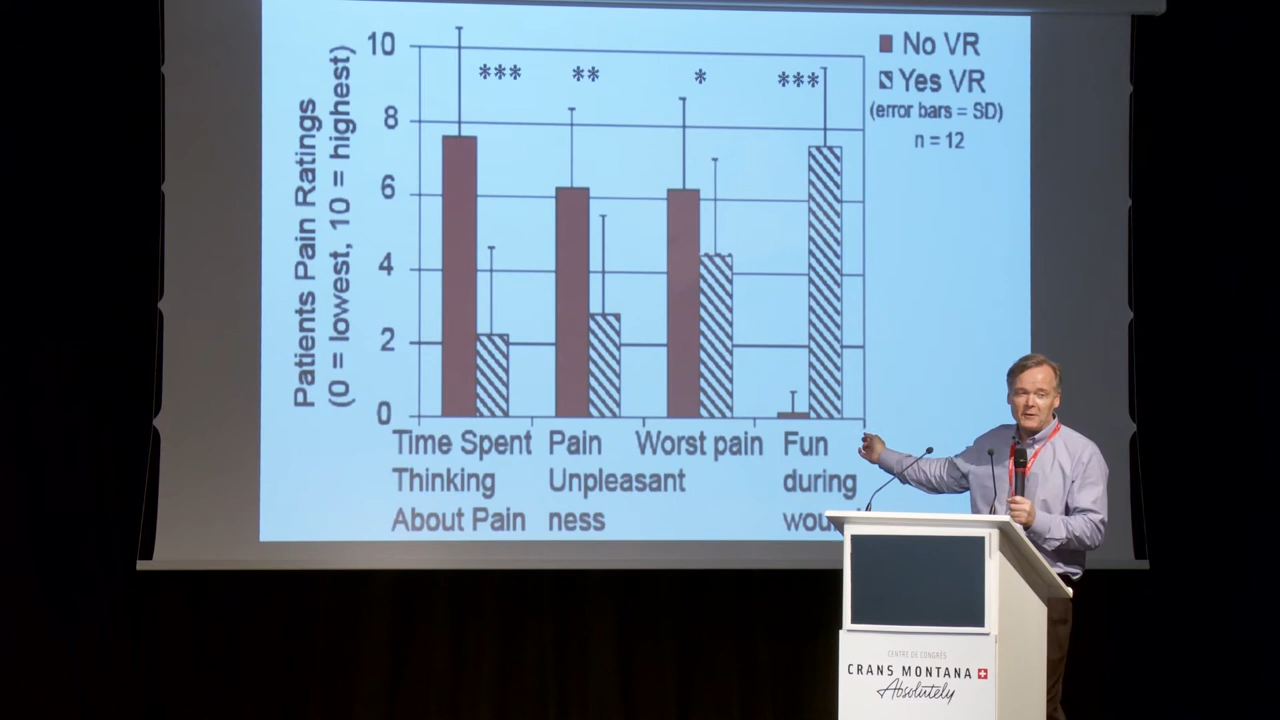 Patients Pain Ratings
(0 = lowest, 10 = highest)
10
8
6
4
2
0
***
**
*
***
No VR
Yes VR
(error bars = SD)
n = 12
Time Spent
Thinking
About Pain
Pain
Unpleasant
ness
Worst pain
Fun
during
CENTRE DE CONGRÈS
CRANS MONTANA
Absolutely